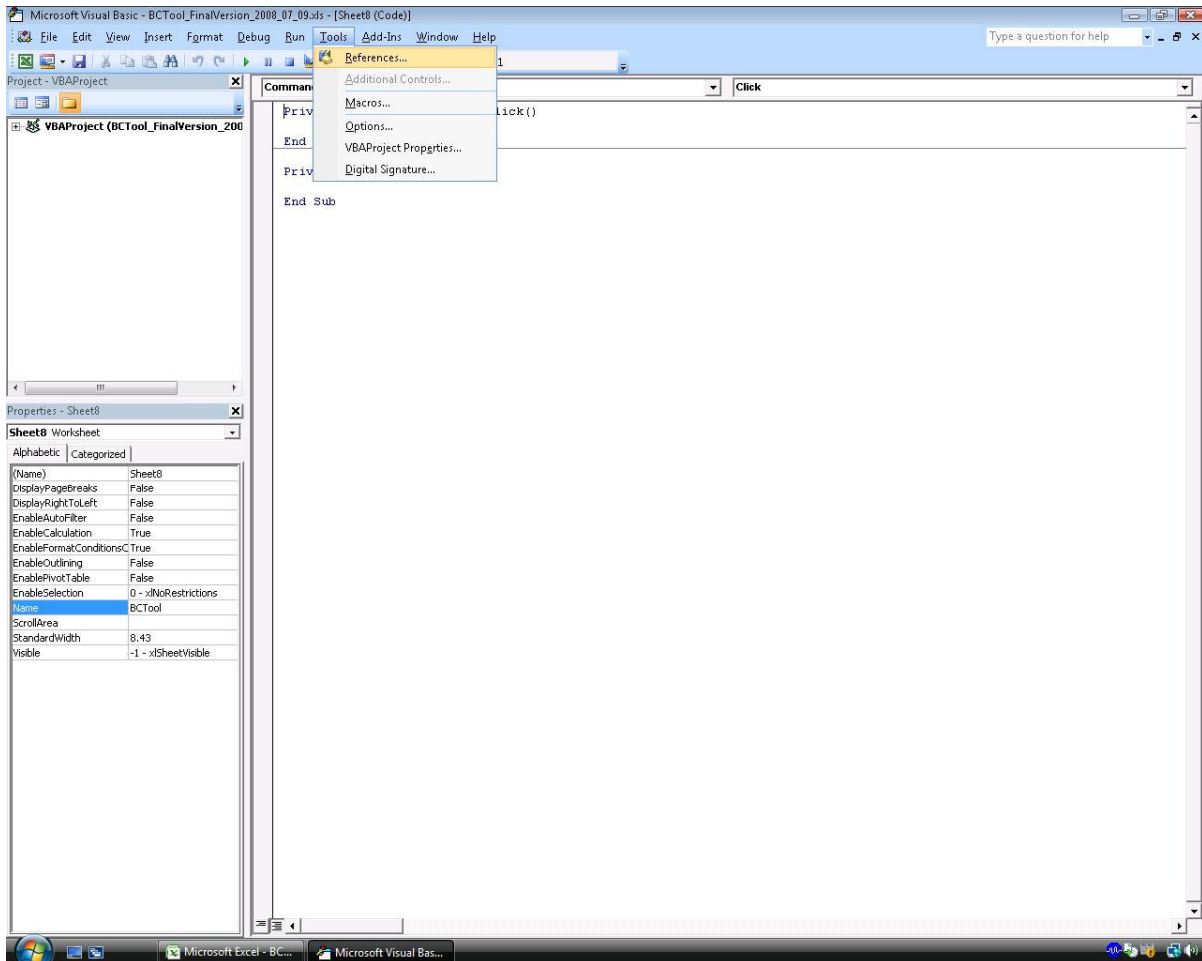 Microsoft Visual Basic - BCTool_FinalVersion_2008_07_09.xls - [Sheet8 (Code)]
File Edit View Insert Format Debug Run Tools Add-Ins Window Help
Type a question for help
References...
Additional Controls...
Macros...
Options...
VBAProject Properties...
Digital Signature...
1
Project - VBAProject
VBAProject (BCTool_FinalVersion_200
Comman
Click
Priv lick()
End
Priv
End Sub
Properties - Sheet8
Sheet8 Worksheet
Alphabetic Categorized
(Name) Sheet8
DisplayPageBreaks False
DisplayRightToLeft False
EnableAutoFilter False
EnableCalculation True
EnableFormatConditionsC True
EnableOutlining False
EnablePivotTable False
EnableSelection 0 - xlNoRestrictions
Name BCTool
ScrollArea
StandardWidth 8.43
Visible -1 - xlSheetVisible
Microsoft Excel - BC...
Microsoft Visual Bas...